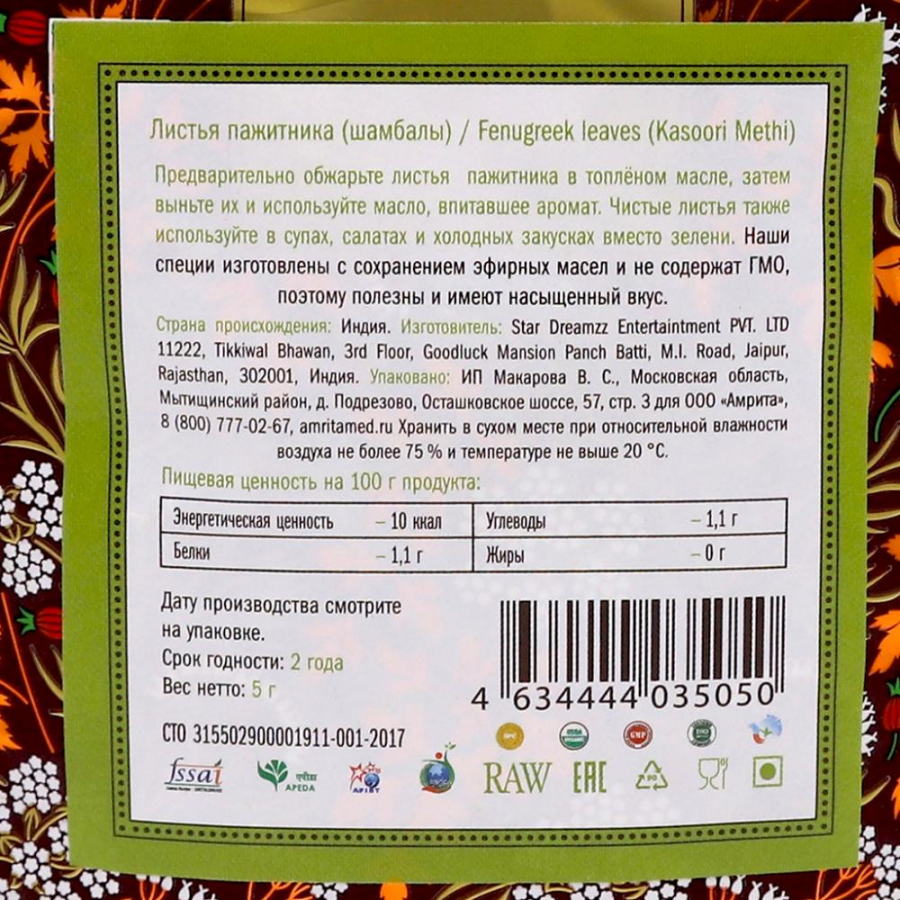 Листья пажитника (шамбалы) / Fenugreek leaves (Kasoori Methi)
Предварительно обжарьте листья пажитника в топлёном масле, затем
выньте их и используйте масло, впитавшее аромат. Чистые листья также
используйте в супах, салатах и холодных закусках вместо зелени. Наши
специи изготовлены с сохранением эфирных масел и не содержат ГМО,
поэтому полезны и имеют насыщенный вкус.
Страна происхождения: Индия. Изготовитель: Star Dreamzz Entertaintment PVT. LTD
11222, Tikkiwal Bhawan, 3rd Floor, Goodluck Mansion Panch Batti, M.I. Road, Jaipur,
Rajasthan, 302001, Индия. Упаковано: ИП Макарова В. С., Московская область,
Мытищинский район, д. Подрезово, Осташковское шоссе, 57, стр. 3 для ООО «Амрита»,
8 (800) 777-02-67, amritamed.ru Хранить в сухом месте при относительной влажности
воздуха не более 75 % и температуре не выше 20 °C.
Пищевая ценность на 100 г продукта:
Энергетическая ценность – 10 ккал Углеводы – 1,1 г
Белки – 1,1 г Жиры – 0 г
Дату производства смотрите
на упаковке.
Срок годности: 2 года
Вес нетто: 5 г
4 634444 035050
СТО 315502900001911-001-2017
GMP
fssai एपीडा APEDA RAW EAC